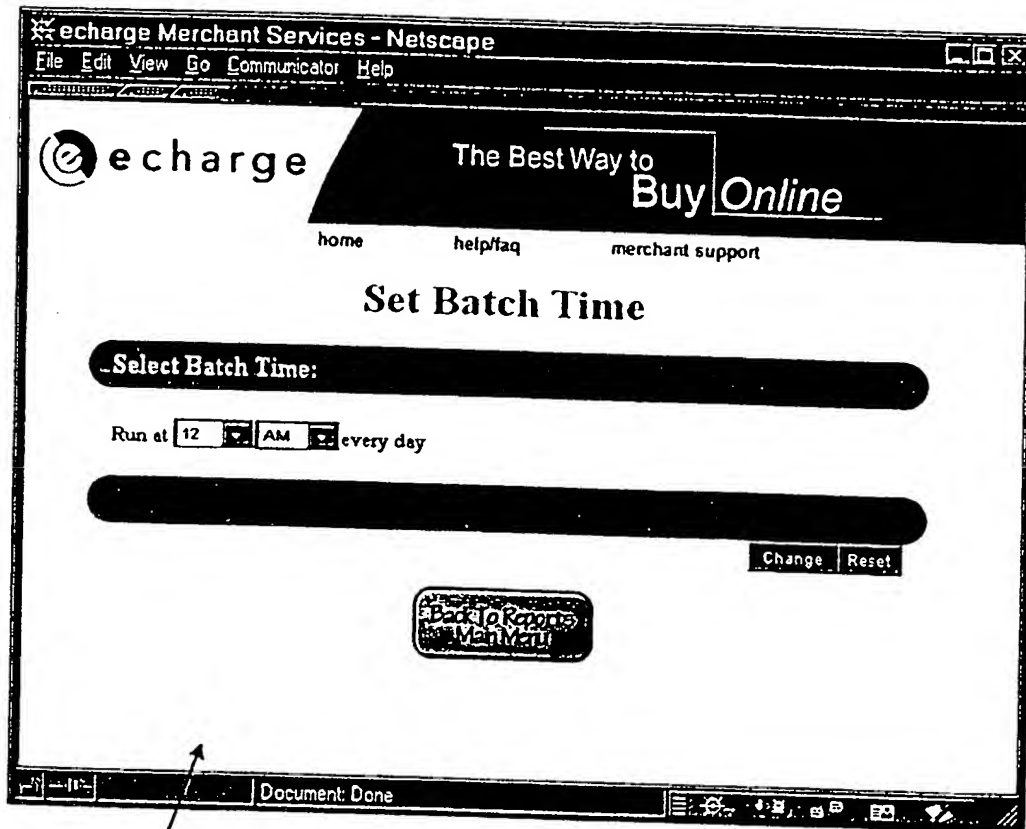 echarge Merchant Services - Netscape
File Edit View Go Communicator Help
echarge
The Best Way to
Buy Online
home help/faq merchant support
Set Batch Time
Select Batch Time:
Run at 12 AM every day
Change Reset
Back To Reports
Main Menu
Document: Done